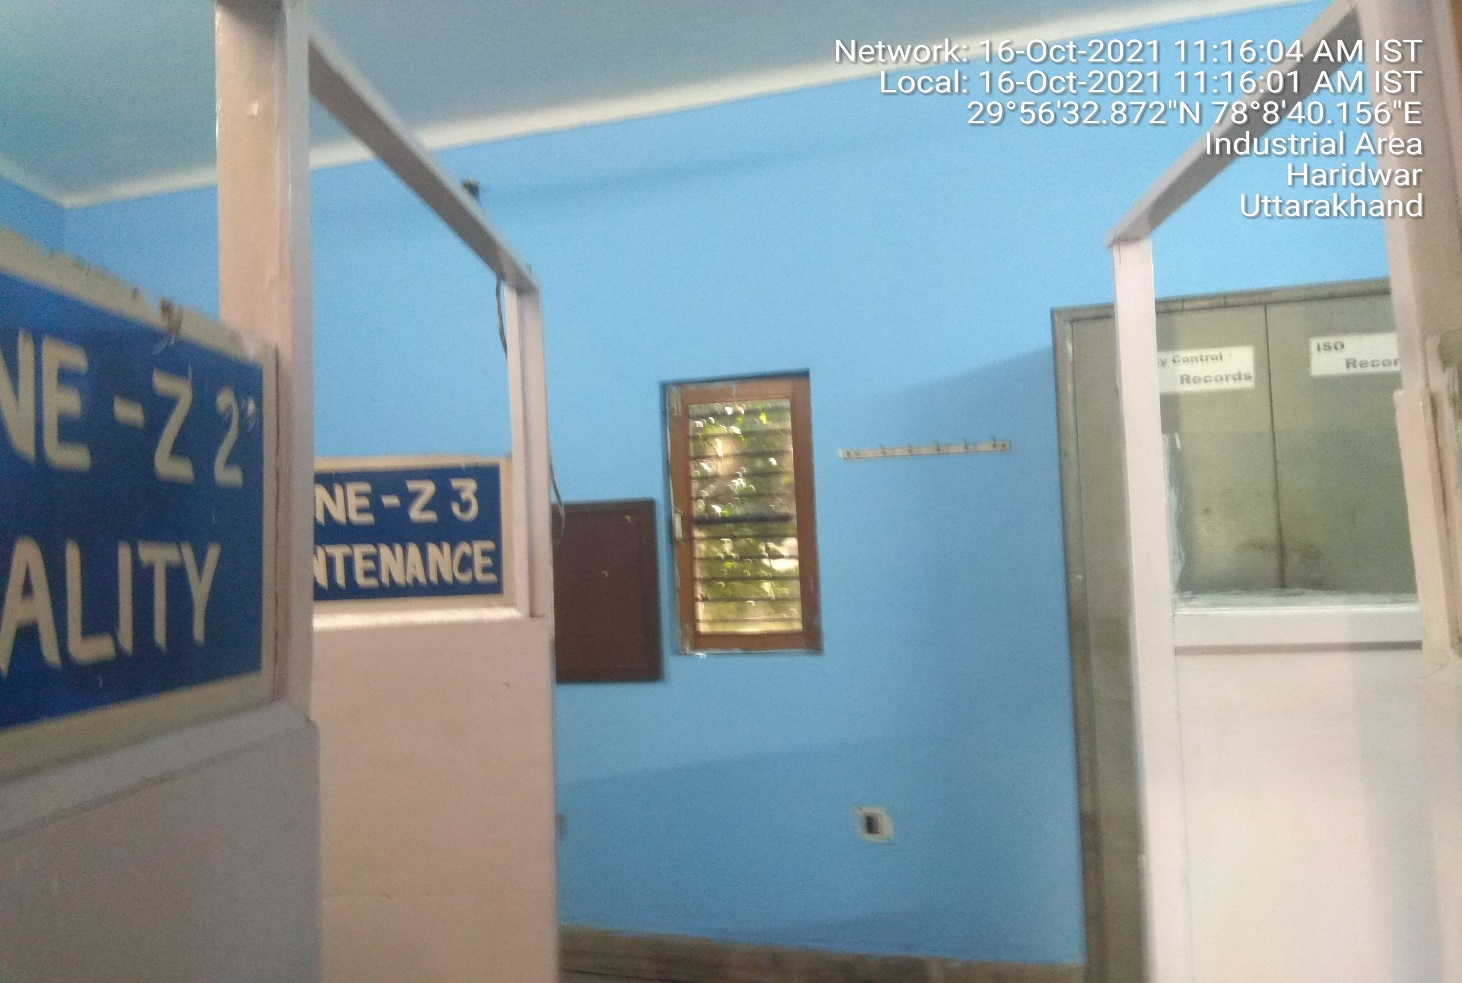 Network: 16-Oct-2021 11:16:04 AM IST
Local: 16-Oct-2021 11:16:01 AM IST
29°56'32.872"N 78°8'40.156"E
Industrial Area
Haridwar
Uttarakhand
NE - Z 2
ALITY
NE - Z 3
NTENANCE
y Control
Records
ISO
Recor